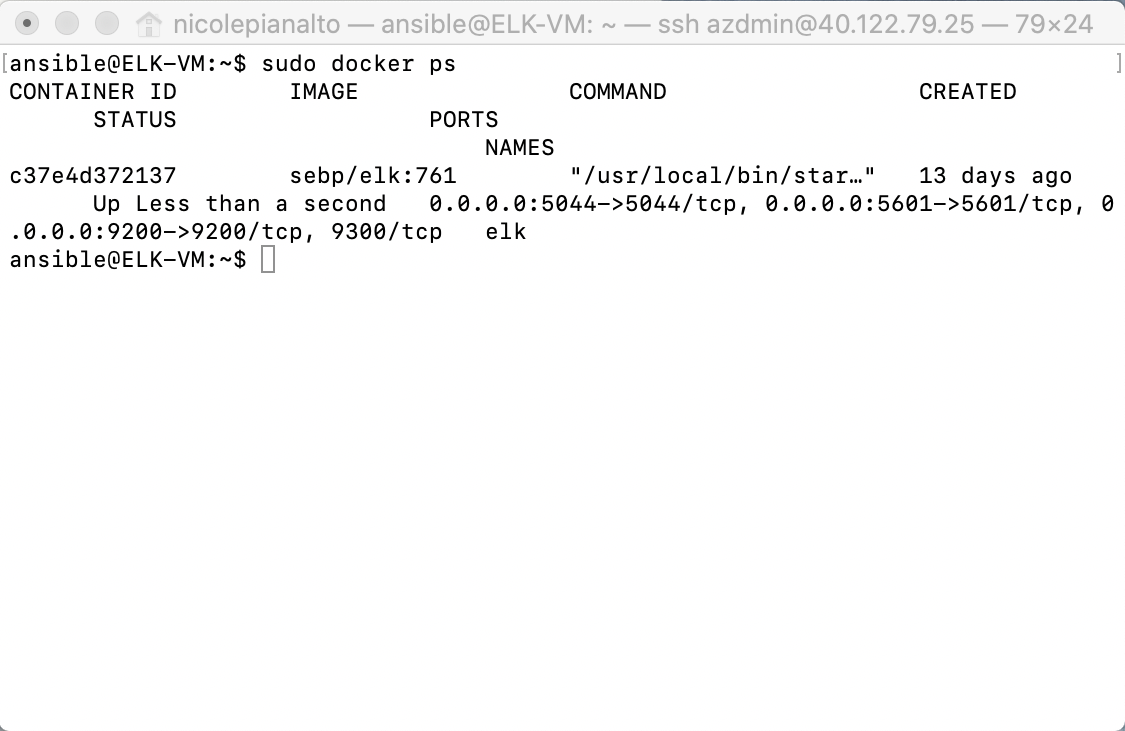 nicolepianalto — ansible@ELK-VM: ~ — ssh azdmin@40.122.79.25 — 79×24
[ansible@ELK-VM:~$ sudo docker ps ]
CONTAINER ID        IMAGE               COMMAND                  CREATED
      STATUS                  PORTS
                                  NAMES
c37e4d372137        sebp/elk:761        "/usr/local/bin/star…"   13 days ago
      Up Less than a second   0.0.0.0:5044->5044/tcp, 0.0.0.0:5601->5601/tcp, 0
.0.0.0:9200->9200/tcp, 9300/tcp   elk
ansible@ELK-VM:~$